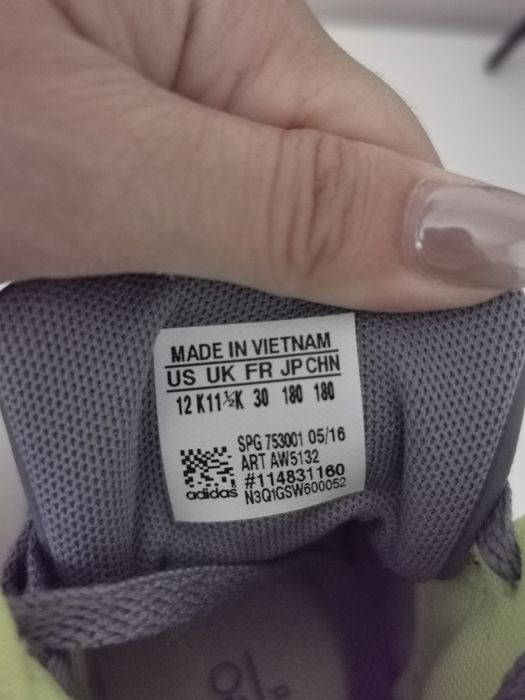 MADE IN VIETNAM
US UK FR JP CHN
12 K 11½K 30 180 180
SPG 753001 05/16
ART AW5132
#114831160
N3Q1GSW600052
adidas